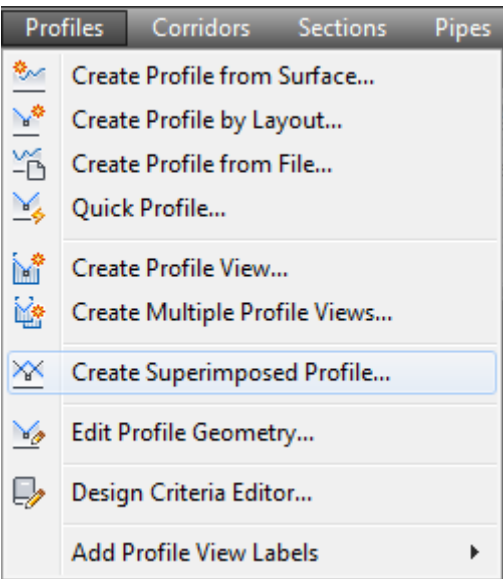 Profiles Corridors Sections Pipes
Create Profile from Surface...
Create Profile by Layout...
Create Profile from File...
Quick Profile...
Create Profile View...
Create Multiple Profile Views...
Create Superimposed Profile...
Edit Profile Geometry...
Design Criteria Editor...
Add Profile View Labels